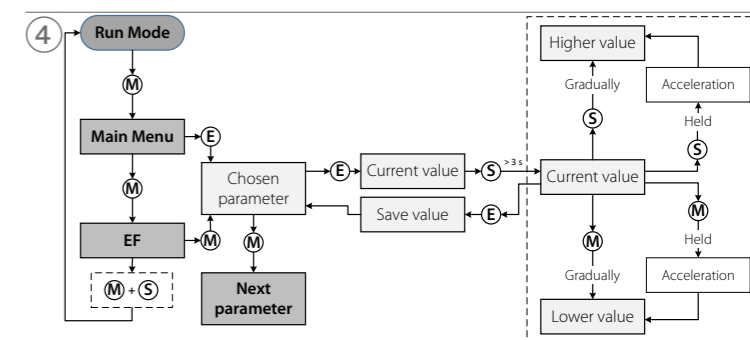 4
Run Mode
M
Main Menu
E
M
EF
M
M + S
Chosen
parameter
M
Next
parameter
E
Current value
S
> 3 s
Save value
E
Higher value
Gradually
S
Acceleration
Held
S
Current value
M
Gradually
Lower value
M
Held
Acceleration